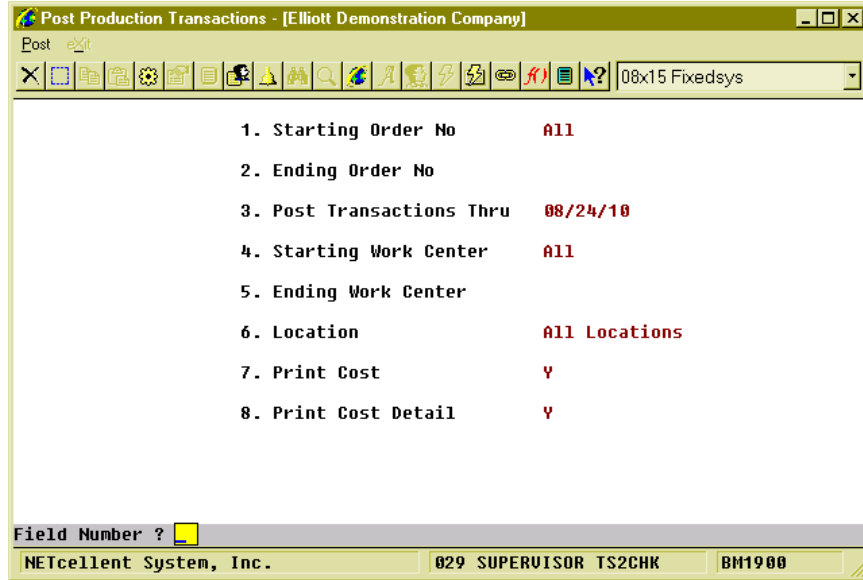 Post Production Transactions - [Elliott Demonstration Company]
Post eXit
08x15 Fixedsys
1. Starting Order No All
2. Ending Order No
3. Post Transactions Thru 08/24/10
4. Starting Work Center All
5. Ending Work Center
6. Location All Locations
7. Print Cost Y
8. Print Cost Detail Y
Field Number ?
NETcellent System, Inc. 029 SUPERVISOR TS2CHK BM1900